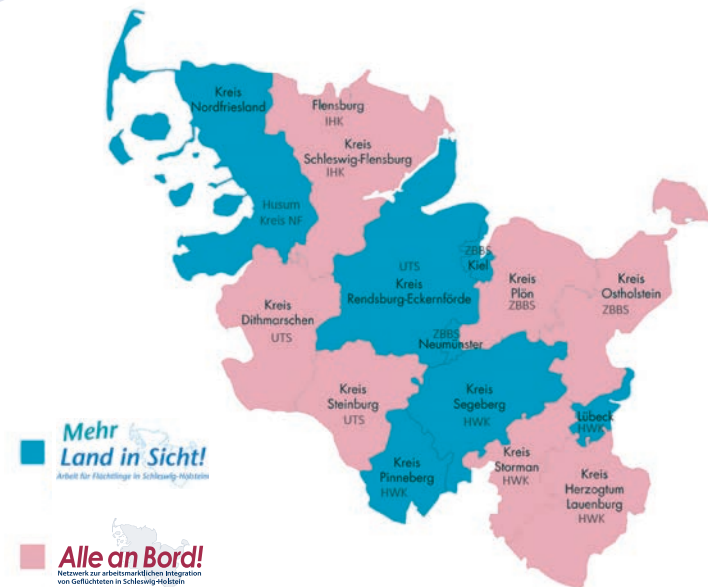 Kreis
Nordfriesland
Flensburg
IHK
Kreis
Schleswig-Flensburg
IHK
Husum
Kreis NF
ZBBS
Kiel
UTS
Kreis
Rendsburg-Eckernförde
Kreis
Plön
ZBBS
Kreis
Ostholstein
ZBBS
Kreis
Dithmarschen
UTS
ZBBS
Neumünster
Kreis
Steinburg
UTS
Kreis
Segeberg
HWK
Lübeck
HWK
Kreis
Pinneberg
HWK
Kreis
Storman
HWK
Kreis
Herzogtum
Lauenburg
HWK
Mehr
Land in Sicht!
Arbeit für Flüchtlinge in Schleswig-Holstein
Alle an Bord!
Netzwerk zur arbeitsmarktlichen Integration
von Geflüchteten in Schleswig-Holstein